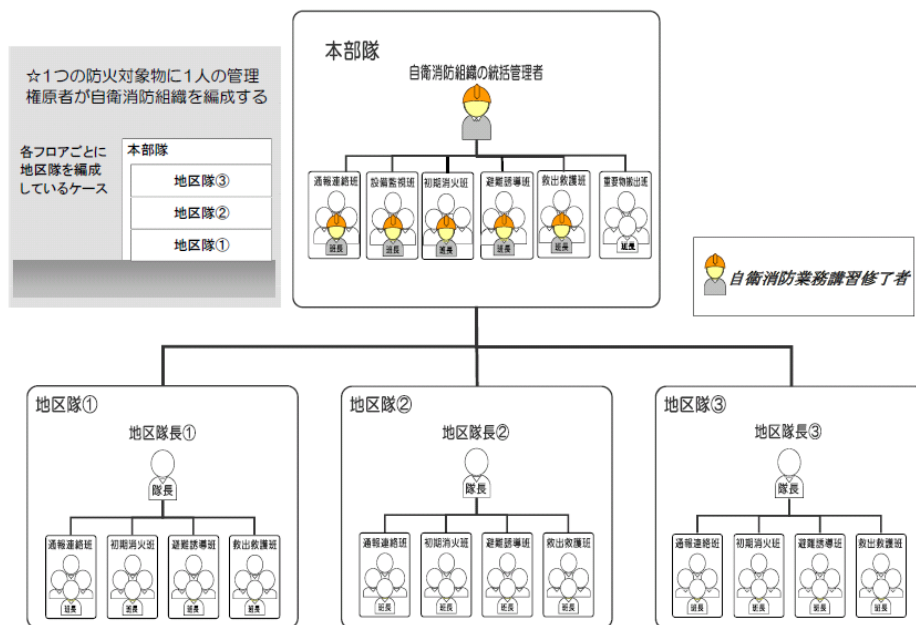 本部隊
自衛消防組織の統括管理者
☆1つの防火対象物に1人の管理
権原者が自衛消防組織を編成する
各フロアごとに
地区隊を編成
しているケース
本部隊
地区隊③
地区隊②
地区隊①
通報連絡班
設備監視班
初期消火班
避難誘導班
救出救護班
重要物搬出班
班長
班長
班長
班長
班長
班長
自衛消防業務講習修了者
地区隊①
地区隊長①
隊長
通報連絡班
初期消火班
避難誘導班
救出救護班
班長
班長
班長
班長
地区隊②
地区隊長②
隊長
通報連絡班
初期消火班
避難誘導班
救出救護班
班長
班長
班長
班長
地区隊③
地区隊長③
隊長
通報連絡班
初期消火班
避難誘導班
救出救護班
班長
班長
班長
班長